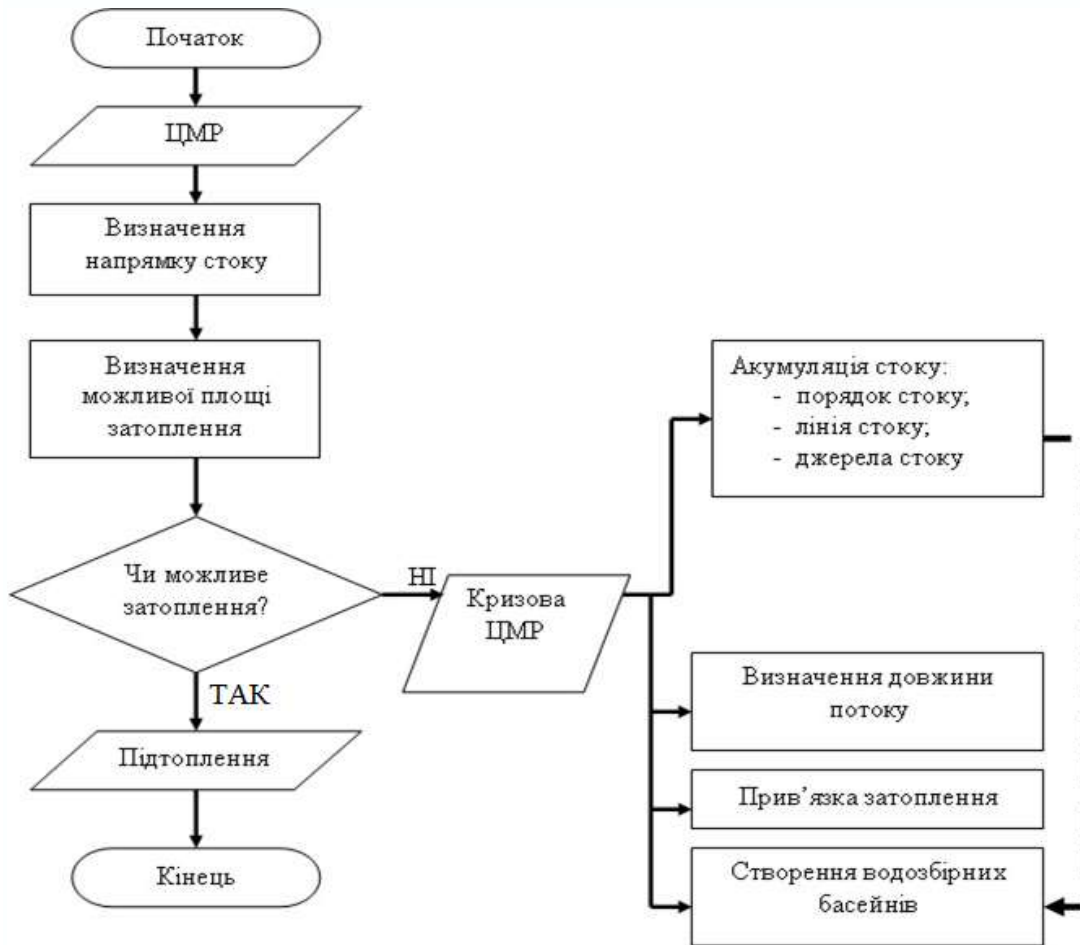 Початок
ЦМР
Визначення
напрямку стоку
Визначення
можливої площі
затоплення
Чи можливе
затоплення?
НІ
ТАК
Підтоплення
Кінець
Кризова
ЦМР
Акумуляція стоку:
- порядок стоку;
- лінія стоку;
- джерела стоку
Визначення довжини
потоку
Прив’язка затоплення
Створення водозбірних
басейнів